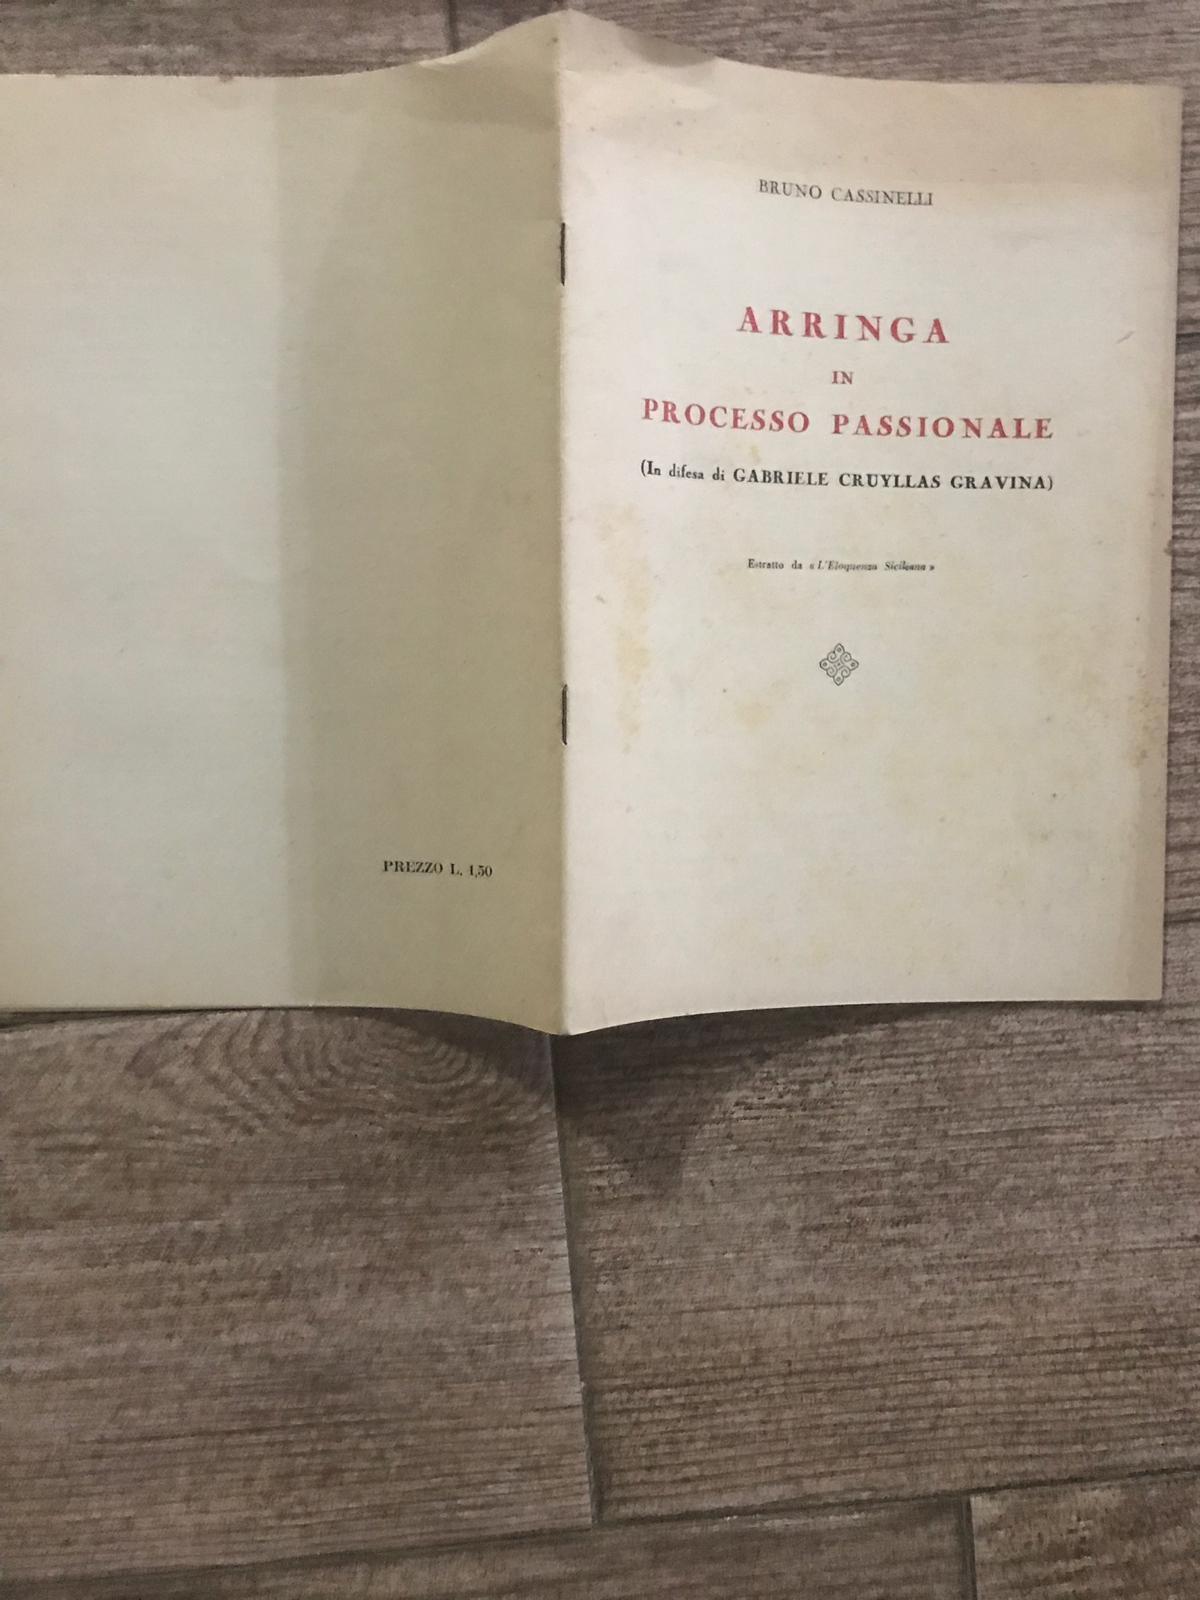 BRUNO CASSINELLI
ARRINGA
IN
PROCESSO PASSIONALE
(In difesa di GABRIELE CRUYLLAS GRAVINA)
Estratto da « L'Eloquenza Siciliana »
PREZZO L. 1,50